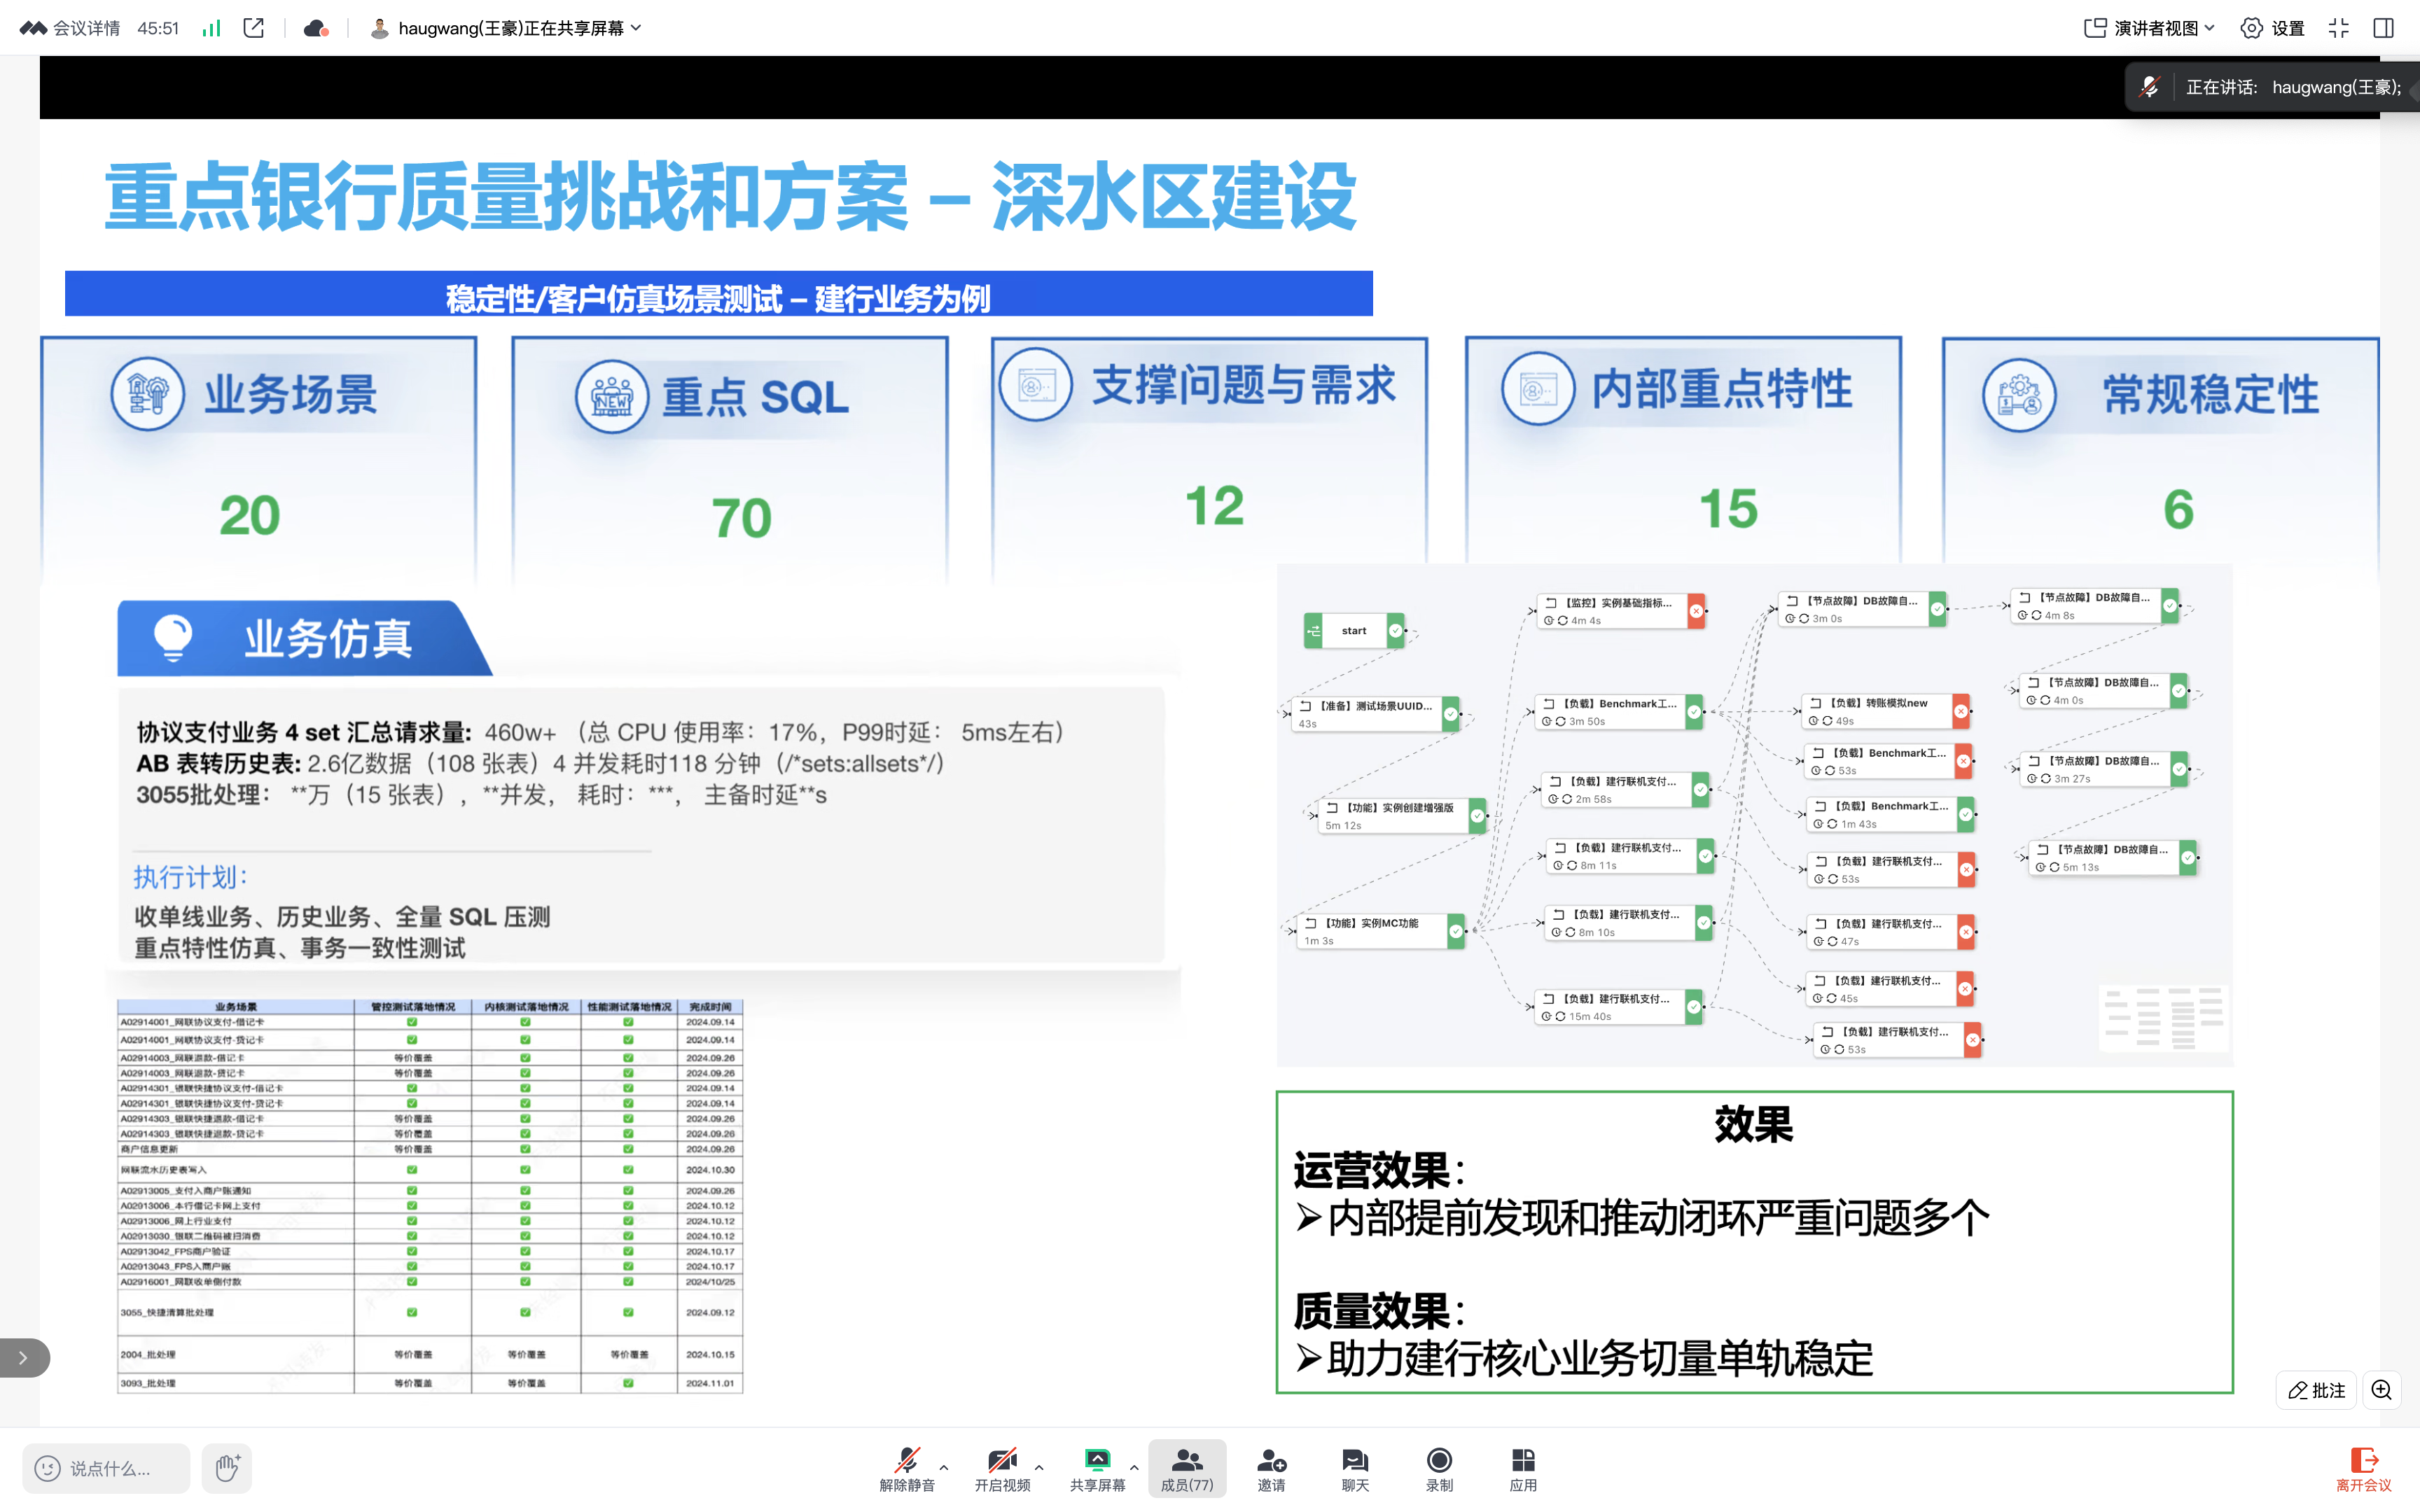 会议详情 45:51 haugwang(王豪)正在共享屏幕
演讲者视图 设置
正在讲话: haugwang(王豪);
重点银行质量挑战和方案 – 深水区建设
稳定性/客户仿真场景测试 – 建行业务为例
业务场景
20
重点 SQL
70
支撑问题与需求
12
内部重点特性
15
常规稳定性
6
业务仿真
协议支付业务 4 set 汇总请求量: 460w+ （总 CPU 使用率：17%，P99时延： 5ms左右）
AB 表转历史表: 2.6亿数据（108 张表）4 并发耗时118 分钟（/*sets:allsets*/）
3055批处理： **万（15 张表）, **并发， 耗时：***， 主备时延**s
执行计划：
收单线业务、历史业务、全量 SQL 压测
重点特性仿真、事务一致性测试
业务场景 管控测试落地情况 内核测试落地情况 性能测试落地情况 完成时间
A02914001_网联协议支付-借记卡 ✅ ✅ ✅ 2024.09.14
A02914001_网联协议支付-贷记卡 ✅ ✅ ✅ 2024.09.14
A02914003_网联退款-借记卡 等价覆盖 ✅ ✅ 2024.09.26
A02914003_网联退款-贷记卡 等价覆盖 ✅ ✅ 2024.09.26
A02914301_银联快捷协议支付-借记卡 ✅ ✅ ✅ 2024.09.14
A02914301_银联快捷协议支付-贷记卡 ✅ ✅ ✅ 2024.09.14
A02914303_银联快捷退款-借记卡 等价覆盖 ✅ ✅ 2024.09.26
A02914303_银联快捷退款-贷记卡 等价覆盖 ✅ ✅ 2024.09.26
商户信息更新 等价覆盖 ✅ ✅ 2024.09.26
网联流水历史表写入 ✅ ✅ ✅ 2024.10.30
A02913005_支付入商户账通知 ✅ ✅ ✅ 2024.09.26
A02913006_本行借记卡网上支付 ✅ ✅ ✅ 2024.10.12
A02913006_网上行业支付 ✅ ✅ ✅ 2024.10.12
A02913030_银联二维码被扫消费 ✅ ✅ ✅ 2024.10.12
A02913042_FPS商户验证 ✅ ✅ ✅ 2024.10.17
A02913043_FPS入商户账 ✅ ✅ ✅ 2024.10.17
A02916001_网联收单侧付款 ✅ ✅ ✅ 2024/10/25
3055_快捷清算批处理 ✅ ✅ ✅ 2024.09.12
2004_批处理 等价覆盖 等价覆盖 等价覆盖 2024.10.15
3093_批处理 等价覆盖 等价覆盖 ✅ 2024.11.01
start
【准备】测试场景UUID...
43s
【功能】实例创建增强版
5m 12s
【功能】实例MC功能
1m 3s
【监控】实例基础指标...
4m 4s
【负载】Benchmark工...
3m 50s
【负载】建行联机支付...
2m 58s
【负载】建行联机支付...
8m 11s
【负载】建行联机支付...
8m 10s
【负载】建行联机支付...
15m 40s
【节点故障】DB故障自...
3m 0s
【负载】转账模拟new
49s
【负载】Benchmark工...
53s
【负载】Benchmark工...
1m 43s
【负载】建行联机支付...
53s
【负载】建行联机支付...
47s
【负载】建行联机支付...
45s
【负载】建行联机支付...
53s
【节点故障】DB故障自...
4m 8s
【节点故障】DB故障自...
4m 0s
【节点故障】DB故障自...
3m 27s
【节点故障】DB故障自...
5m 13s
效果
运营效果：
➢内部提前发现和推动闭环严重问题多个
质量效果：
➢助力建行核心业务切量单轨稳定
批注
说点什么...
解除静音 开启视频 共享屏幕 成员(77) 邀请 聊天 录制 应用
离开会议